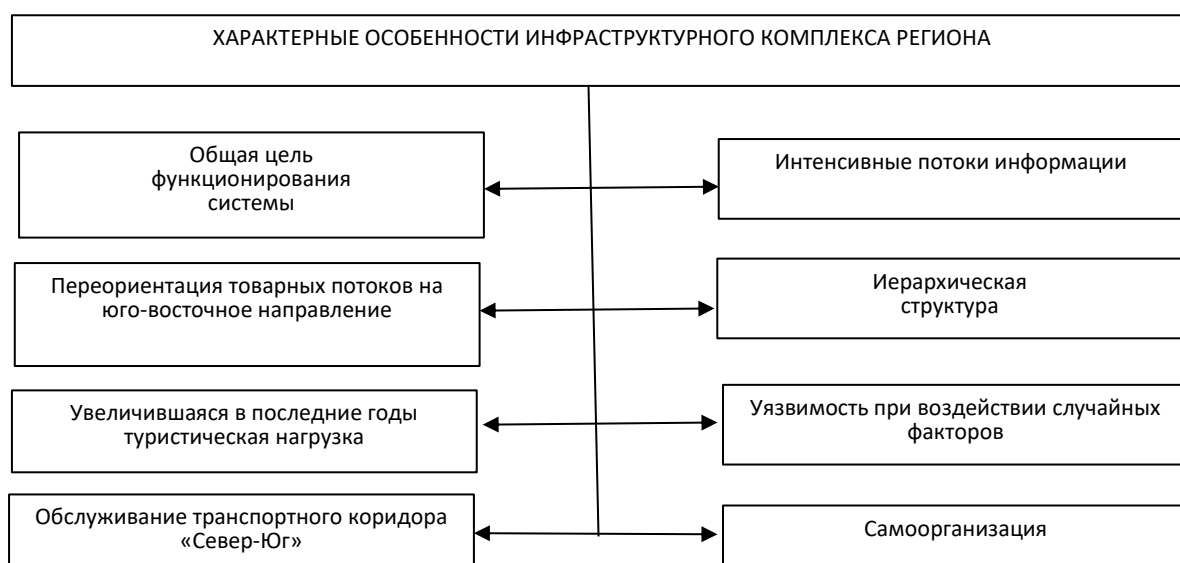 ХАРАКТЕРНЫЕ ОСОБЕННОСТИ ИНФРАСТРУКТУРНОГО КОМПЛЕКСА РЕГИОНА
Общая цель
функционирования
системы
Интенсивные потоки информации
Переориентация товарных потоков на
юго-восточное направление
Иерархическая
структура
Увеличившаяся в последние годы
туристическая нагрузка
Уязвимость при воздействии случайных
факторов
Обслуживание транспортного коридора
«Север-Юг»
Самоорганизация